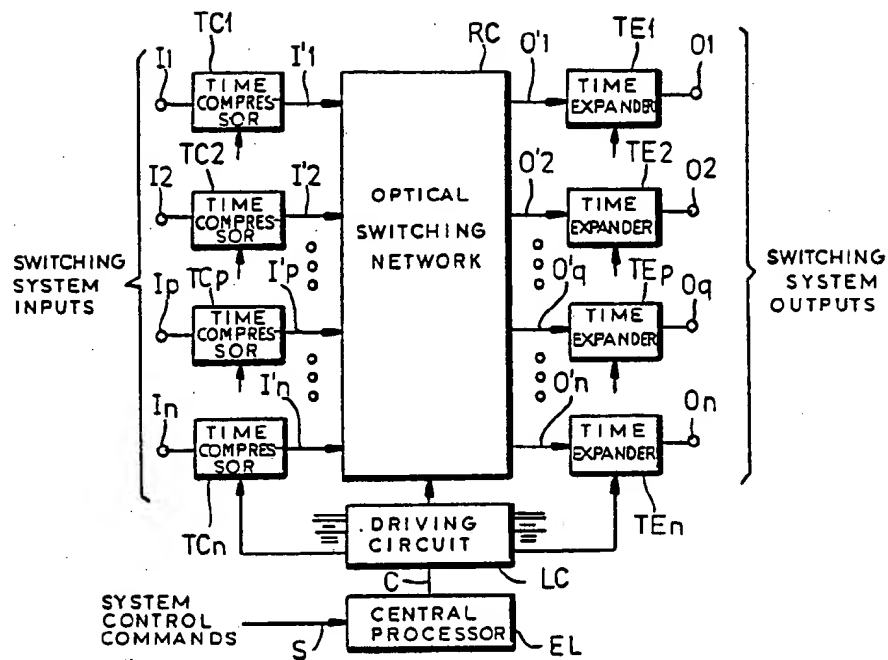 TC1
RC
TE1
I1
I'1
O'1
O1
TIME
COMPRES
SOR
TIME
EXPANDER
TC2
TE2
I2
I'2
O'2
O2
TIME
COMPRES
SOR
OPTICAL
SWITCHING
NETWORK
TIME
EXPANDER
SWITCHING
SYSTEM
INPUTS
SWITCHING
SYSTEM
OUTPUTS
TCp
TEp
Ip
I'p
O'q
Oq
TIME
COMPRES
SOR
TIME
EXPANDER
In
I'n
O'n
On
TIME
COMPRES
SOR
TIME
EXPANDER
TCn
TEn
DRIVING
CIRCUIT
LC
C
SYSTEM
CONTROL
COMMANDS
S
CENTRAL
PROCESSOR
EL